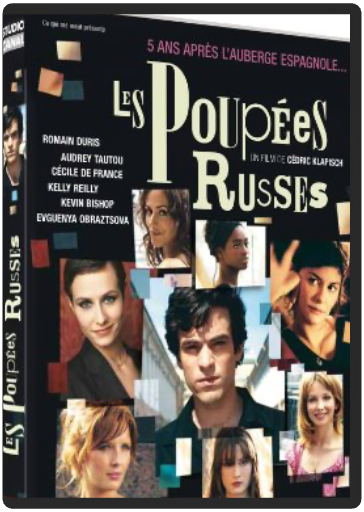 STUDIO
CANAL
Ce qui me meut présente
5 ANS APRÈS L'AUBERGE ESPAGNOLE...
LES POUPÉES
RUSSES
UN FILM DE CÉDRIC KLAPISCH
ROMAIN DURIS
AUDREY TAUTOU
CÉCILE DE FRANCE
KELLY REILLY
KEVIN BISHOP
EVGUENYA OBRAZTSOVA
LES POUPÉES RUSSES